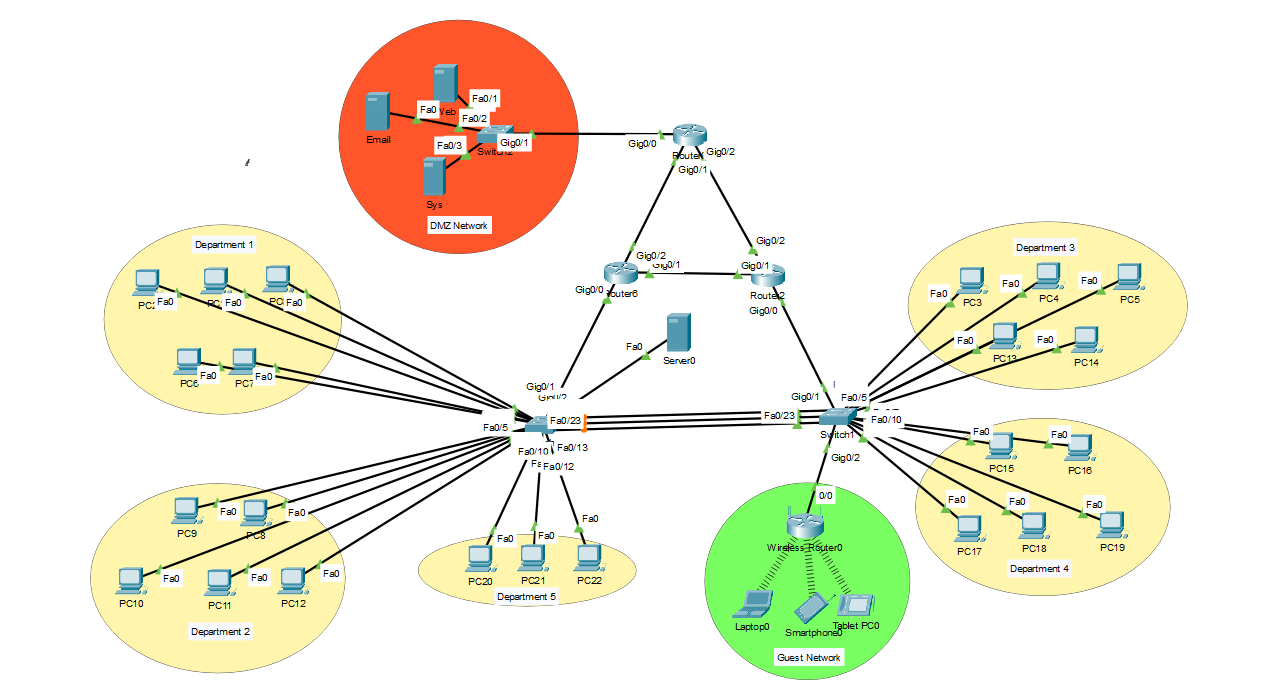 Fa0/1
Fa0
Web
Fa0/2
Email
Fa0/3
Gig0/1
Sys
DMZ Network
Gig0/0
Router
Gig0/2
Gig0/1
Gig0/2
Gig0/1
Gig0/2
Gig0/1
Gig0/0
Router2
Gig0/0
Fa0
Server0
Department 1
Fa0
Fa0
Fa0
PC6
Fa0
PC7
Fa0
Department 3
Fa0
PC3
Fa0
PC4
Fa0
PC5
Fa0
PC13
Fa0
PC14
Gig0/1
Gig0/2
Fa0/5
Fa0/23
Fa0/10
Fa0/13
Fa0/12
Fa0/23
Gig0/1
Fa0/5
Fa0/10
Switch1
Gig0/2
Fa0
PC15
Fa0
PC16
Fa0
PC17
Fa0
PC18
Fa0
PC19
Department 4
PC9
Fa0
PC8
Fa0
PC10
Fa0
PC11
Fa0
PC12
Fa0
Department 2
Fa0
PC20
Fa0
PC21
Fa0
PC22
Department 5
0/0
Wireless Router0
Laptop0
Smartphone0
Tablet PC0
Guest Network